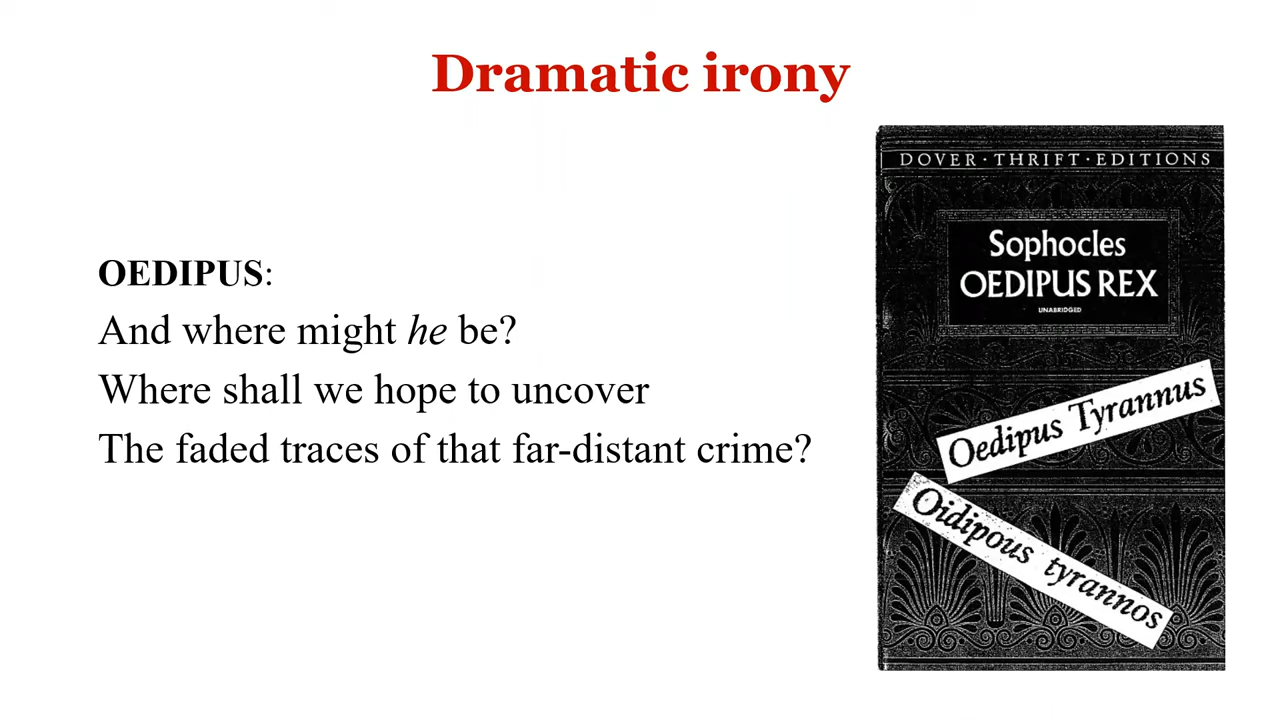 Dramatic irony
OEDIPUS:
And where might he be?
Where shall we hope to uncover
The faded traces of that far-distant crime?
DOVER · THRIFT · EDITIONS
Sophocles
OEDIPUS REX
UNABRIDGED
Oedipus Tyrannus
Oidipous tyrannos